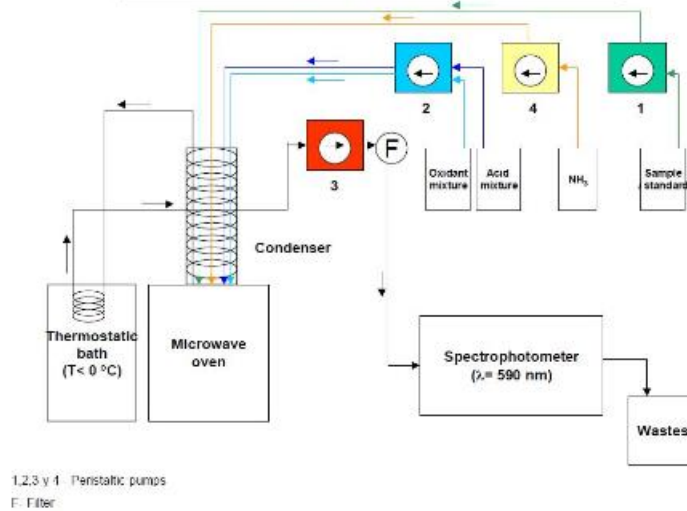 2
4
1
F
3
Oxidant
mixture
Acid
mixture
NH₃
Sample
/standard
Condenser
Thermostatic
bath
(T< 0 ºC)
Microwave
oven
Spectrophotometer
(λ= 590 nm)
Wastes
1,2,3 y 4 Peristaltic pumps
F. Filter